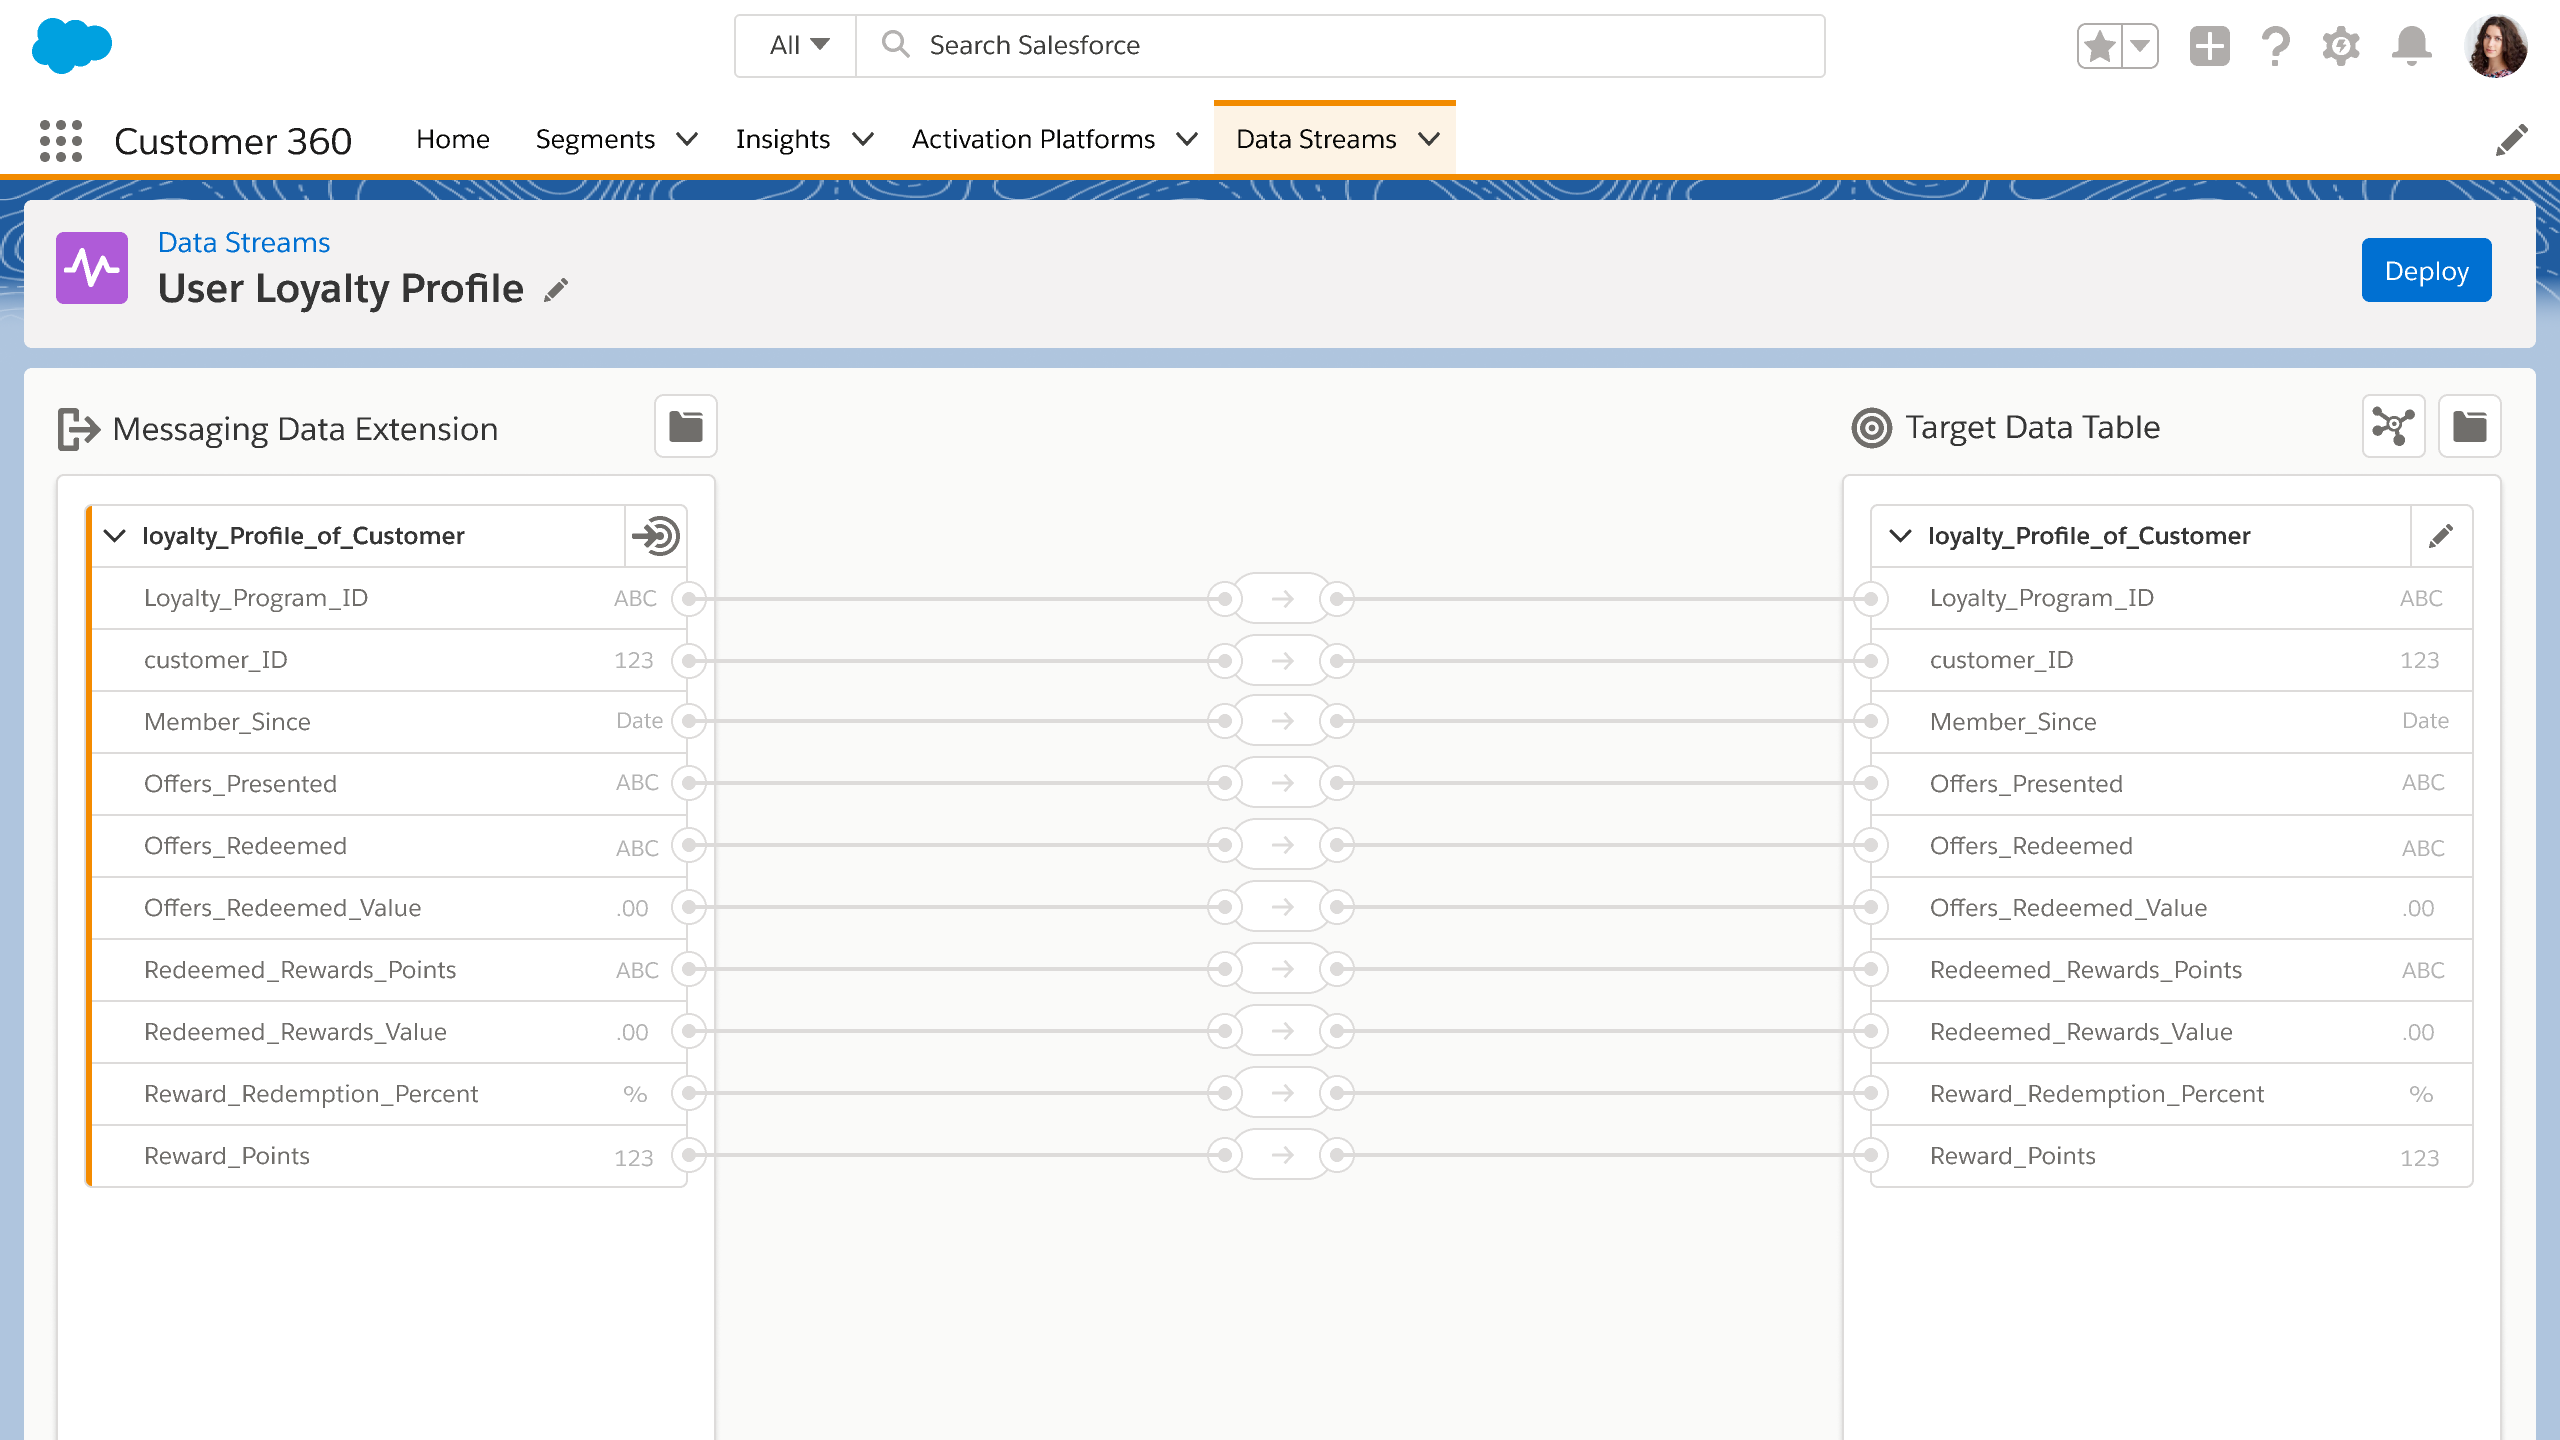 All Search Salesforce
Customer 360 Home Segments Insights Activation Platforms Data Streams
Data Streams
User Loyalty Profile
Deploy
Messaging Data Extension
Target Data Table
loyalty_Profile_of_Customer
loyalty_Profile_of_Customer
Loyalty_Program_ID ABC Loyalty_Program_ID ABC
customer_ID 123 customer_ID 123
Member_Since Date Member_Since Date
Offers_Presented ABC Offers_Presented ABC
Offers_Redeemed ABC Offers_Redeemed ABC
Offers_Redeemed_Value .00 Offers_Redeemed_Value .00
Redeemed_Rewards_Points ABC Redeemed_Rewards_Points ABC
Redeemed_Rewards_Value .00 Redeemed_Rewards_Value .00
Reward_Redemption_Percent % Reward_Redemption_Percent %
Reward_Points 123 Reward_Points 123